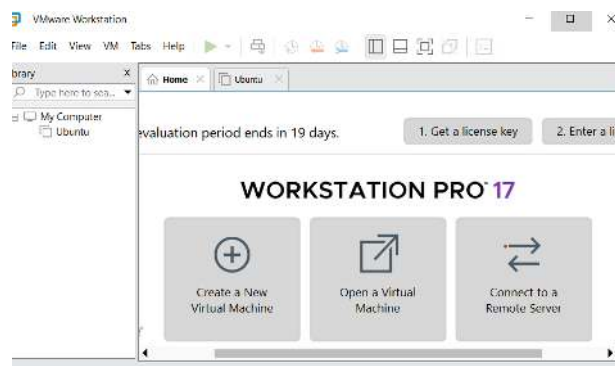 VMware Workstation
File Edit View VM Tabs Help
brary X
Type here to sea...
Home
Ubuntu
My Computer
Ubuntu
evaluation period ends in 19 days.
1. Get a license key
2. Enter a li
WORKSTATION PRO™ 17
Create a New
Virtual Machine
Open a Virtual
Machine
Connect to a
Remote Server